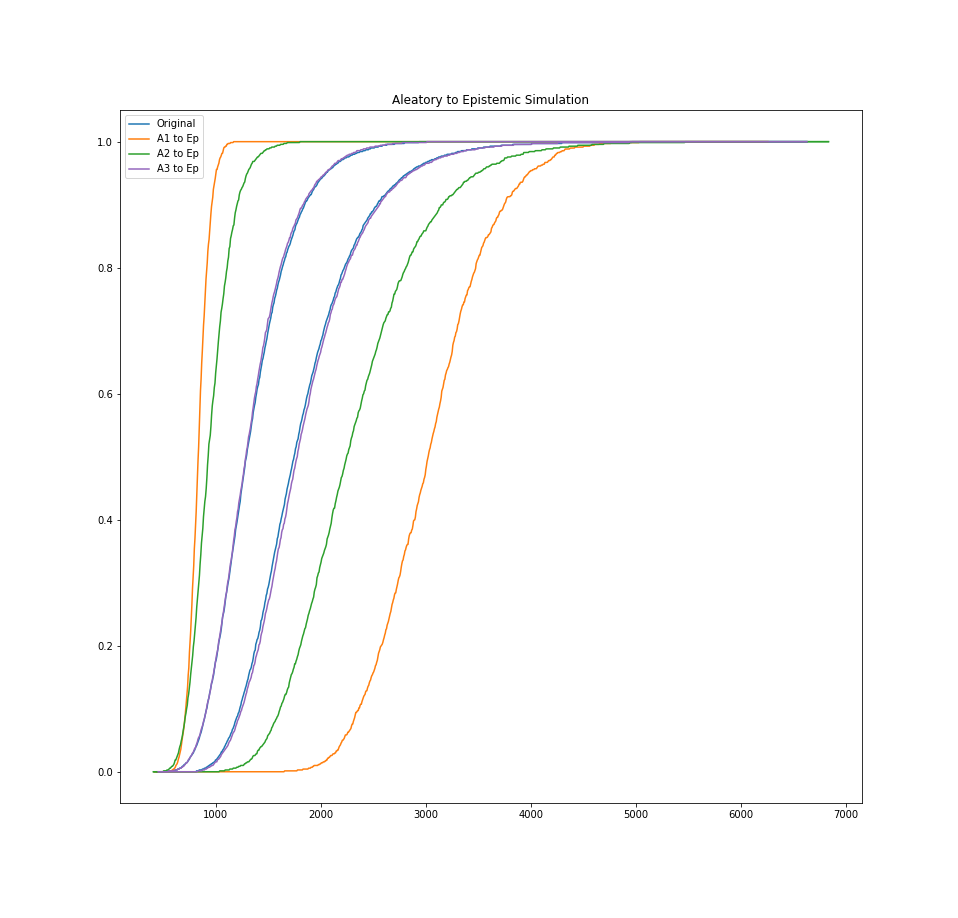 Aleatory to Epistemic Simulation
Original
A1 to Ep
A2 to Ep
A3 to Ep
1.0
0.8
0.6
0.4
0.2
0.0
1000 2000 3000 4000 5000 6000 7000